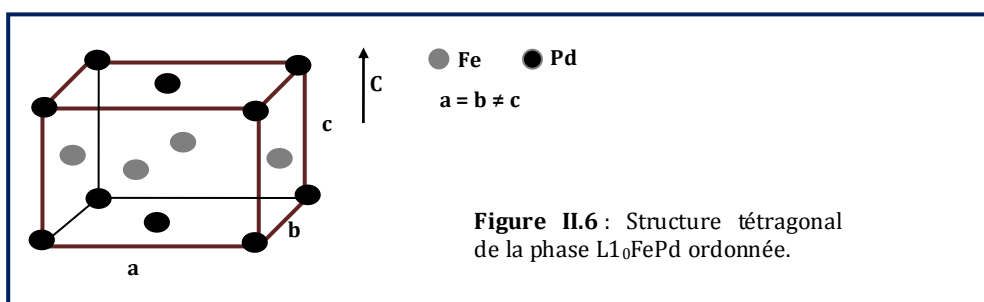 Fe Pd
C
a = b ≠ c
c
b
a
Figure II.6 : Structure tétragonal
de la phase L1₀FePd ordonnée.